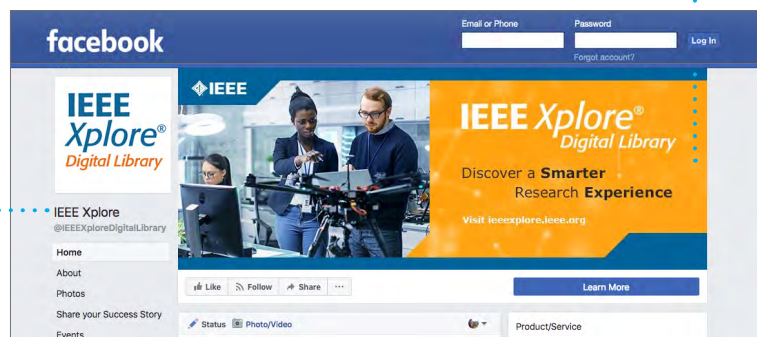 Email or Phone
Password
facebook
Log In
Forgot account?
IEEE
Xplore®
Digital Library
IEEE
IEEE Xplore®
Digital Library
Discover a Smarter
Research Experience
Visit ieeexplore.ieee.org
IEEE Xplore
@IEEEXploreDigitalLibrary
Home
About
Photos
Share your Success Story
Events
Like
Follow
Share
Learn More
Status
Photo/Video
Product/Service